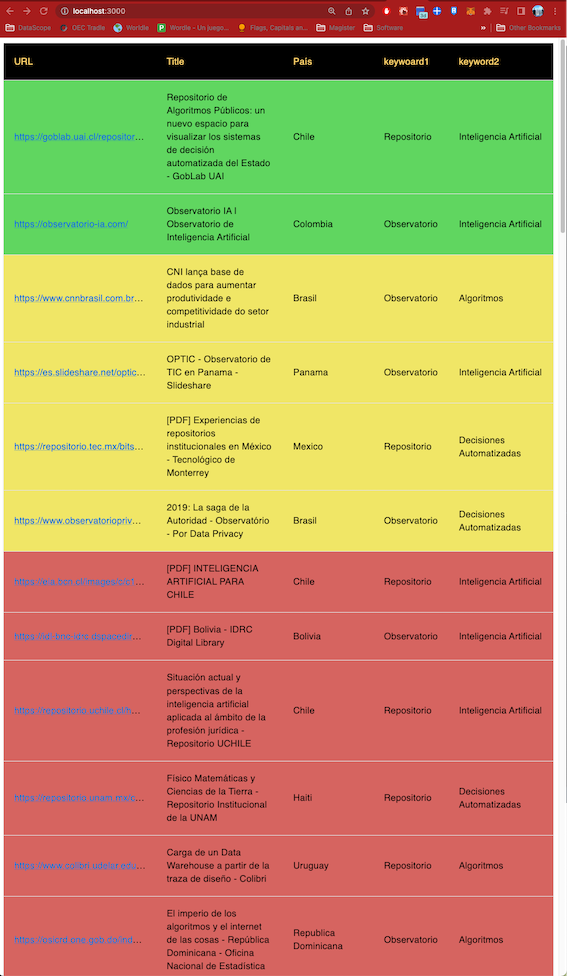 localhost:3000
DataScope
OEC Tradle
Worldle
Wordle - Un juego...
Flags, Capitals as...
Magister
Software
»
Other Bookmarks
URL Title País keywoard1 keyword2
Repositorio de
Algoritmos Públicos: un
nuevo espacio para
visualizar los sistemas
de decisión
automatizada del Estado
- GobLab UAI
https://goblab.uai.cl/repositor... Chile Repositorio Inteligencia Artificial
Observatorio IA |
Observatorio de
Inteligencia Artificial
https://observatorio-ia.com/ Colombia Observatorio Inteligencia Artificial
CNI lança base de
dados para aumentar
produtividade e
competitividade do setor
industrial
https://www.cnnbrasil.com.br... Brasil Observatorio Algoritmos
OPTIC - Observatorio de
TIC en Panama -
Slideshare
https://es.slideshare.net/optic... Panama Observatorio Inteligencia Artificial
[PDF] Experiencias de
repositorios
institucionales en México
- Tecnológico de
Monterrey
https://repositorio.tec.mx/bits... Mexico Repositorio Decisiones
Automatizadas
2019: La saga de la
Autoridad - Observatório
- Por Data Privacy
https://www.observatoriopriv... Brasil Observatorio Decisiones
Automatizadas
[PDF] INTELIGENCIA
ARTIFICIAL PARA
CHILE
https://eia.bcn.cl/images/c/c1... Chile Repositorio Inteligencia Artificial
[PDF] Bolivia - IDRC
Digital Library
https://idl-bnc-idrc.dspacedir... Bolivia Observatorio Inteligencia Artificial
Situación actual y
perspectivas de la
inteligencia artificial
aplicada al ámbito de la
profesión jurídica -
Repositorio UCHILE
https://repositorio.uchile.cl/h... Chile Repositorio Inteligencia Artificial
Físico Matemáticas y
Ciencias de la Tierra -
Repositorio Institucional
de la UNAM
https://repositorio.unam.mx/c... Haiti Repositorio Decisiones
Automatizadas
Carga de un Data
Warehouse a partir de la
traza de diseño - Colibri
https://www.colibri.udelar.edu... Uruguay Repositorio Algoritmos
El imperio de los
algoritmos y el internet
de las cosas - República
Dominicana - Oficina
Nacional de Estadística
https://osicrd.one.gob.do/ind... Republica
Dominicana Observatorio Algoritmos